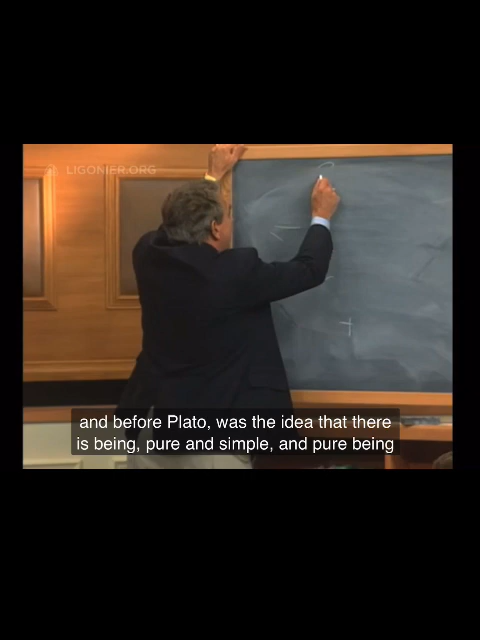 LIGONIER.ORG
and before Plato, was the idea that there
is being, pure and simple, and pure being